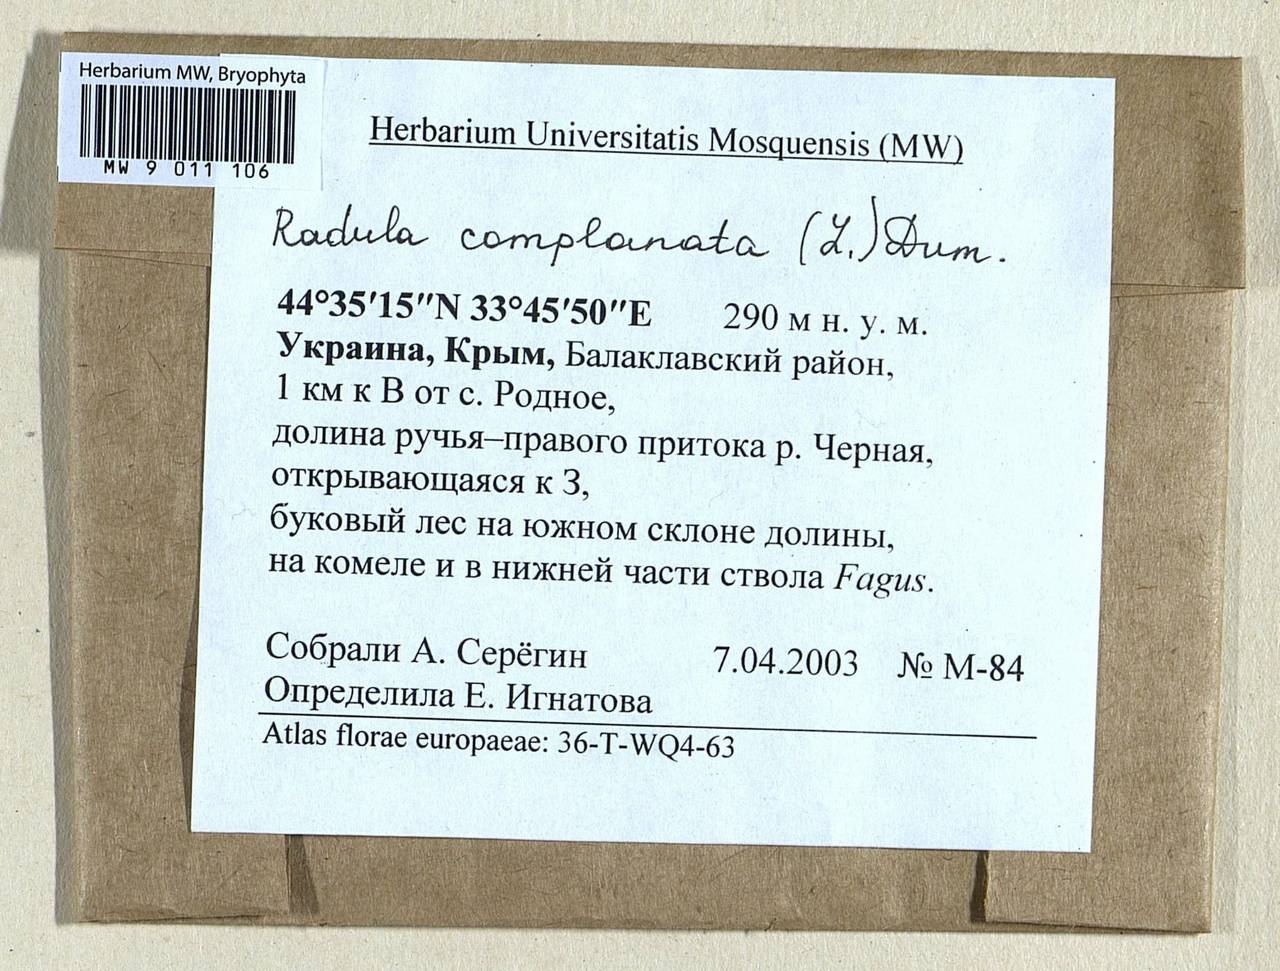 Herbarium MW, Bryophyta
MW 9 011 106
Herbarium Universitatis Mosquensis (MW)
Radula complanata (L.) Dum.
44°35′15″N 33°45′50″E 290 м н. у. м.
Украина, Крым, Балаклавский район,
1 км к В от с. Родное,
долина ручья–правого притока р. Черная,
открывающаяся к З,
буковый лес на южном склоне долины,
на комеле и в нижней части ствола Fagus.
Собрали А. Серёгин 7.04.2003 № М-84
Определила Е. Игнатова
Atlas florae europaeae: 36-T-WQ4-63